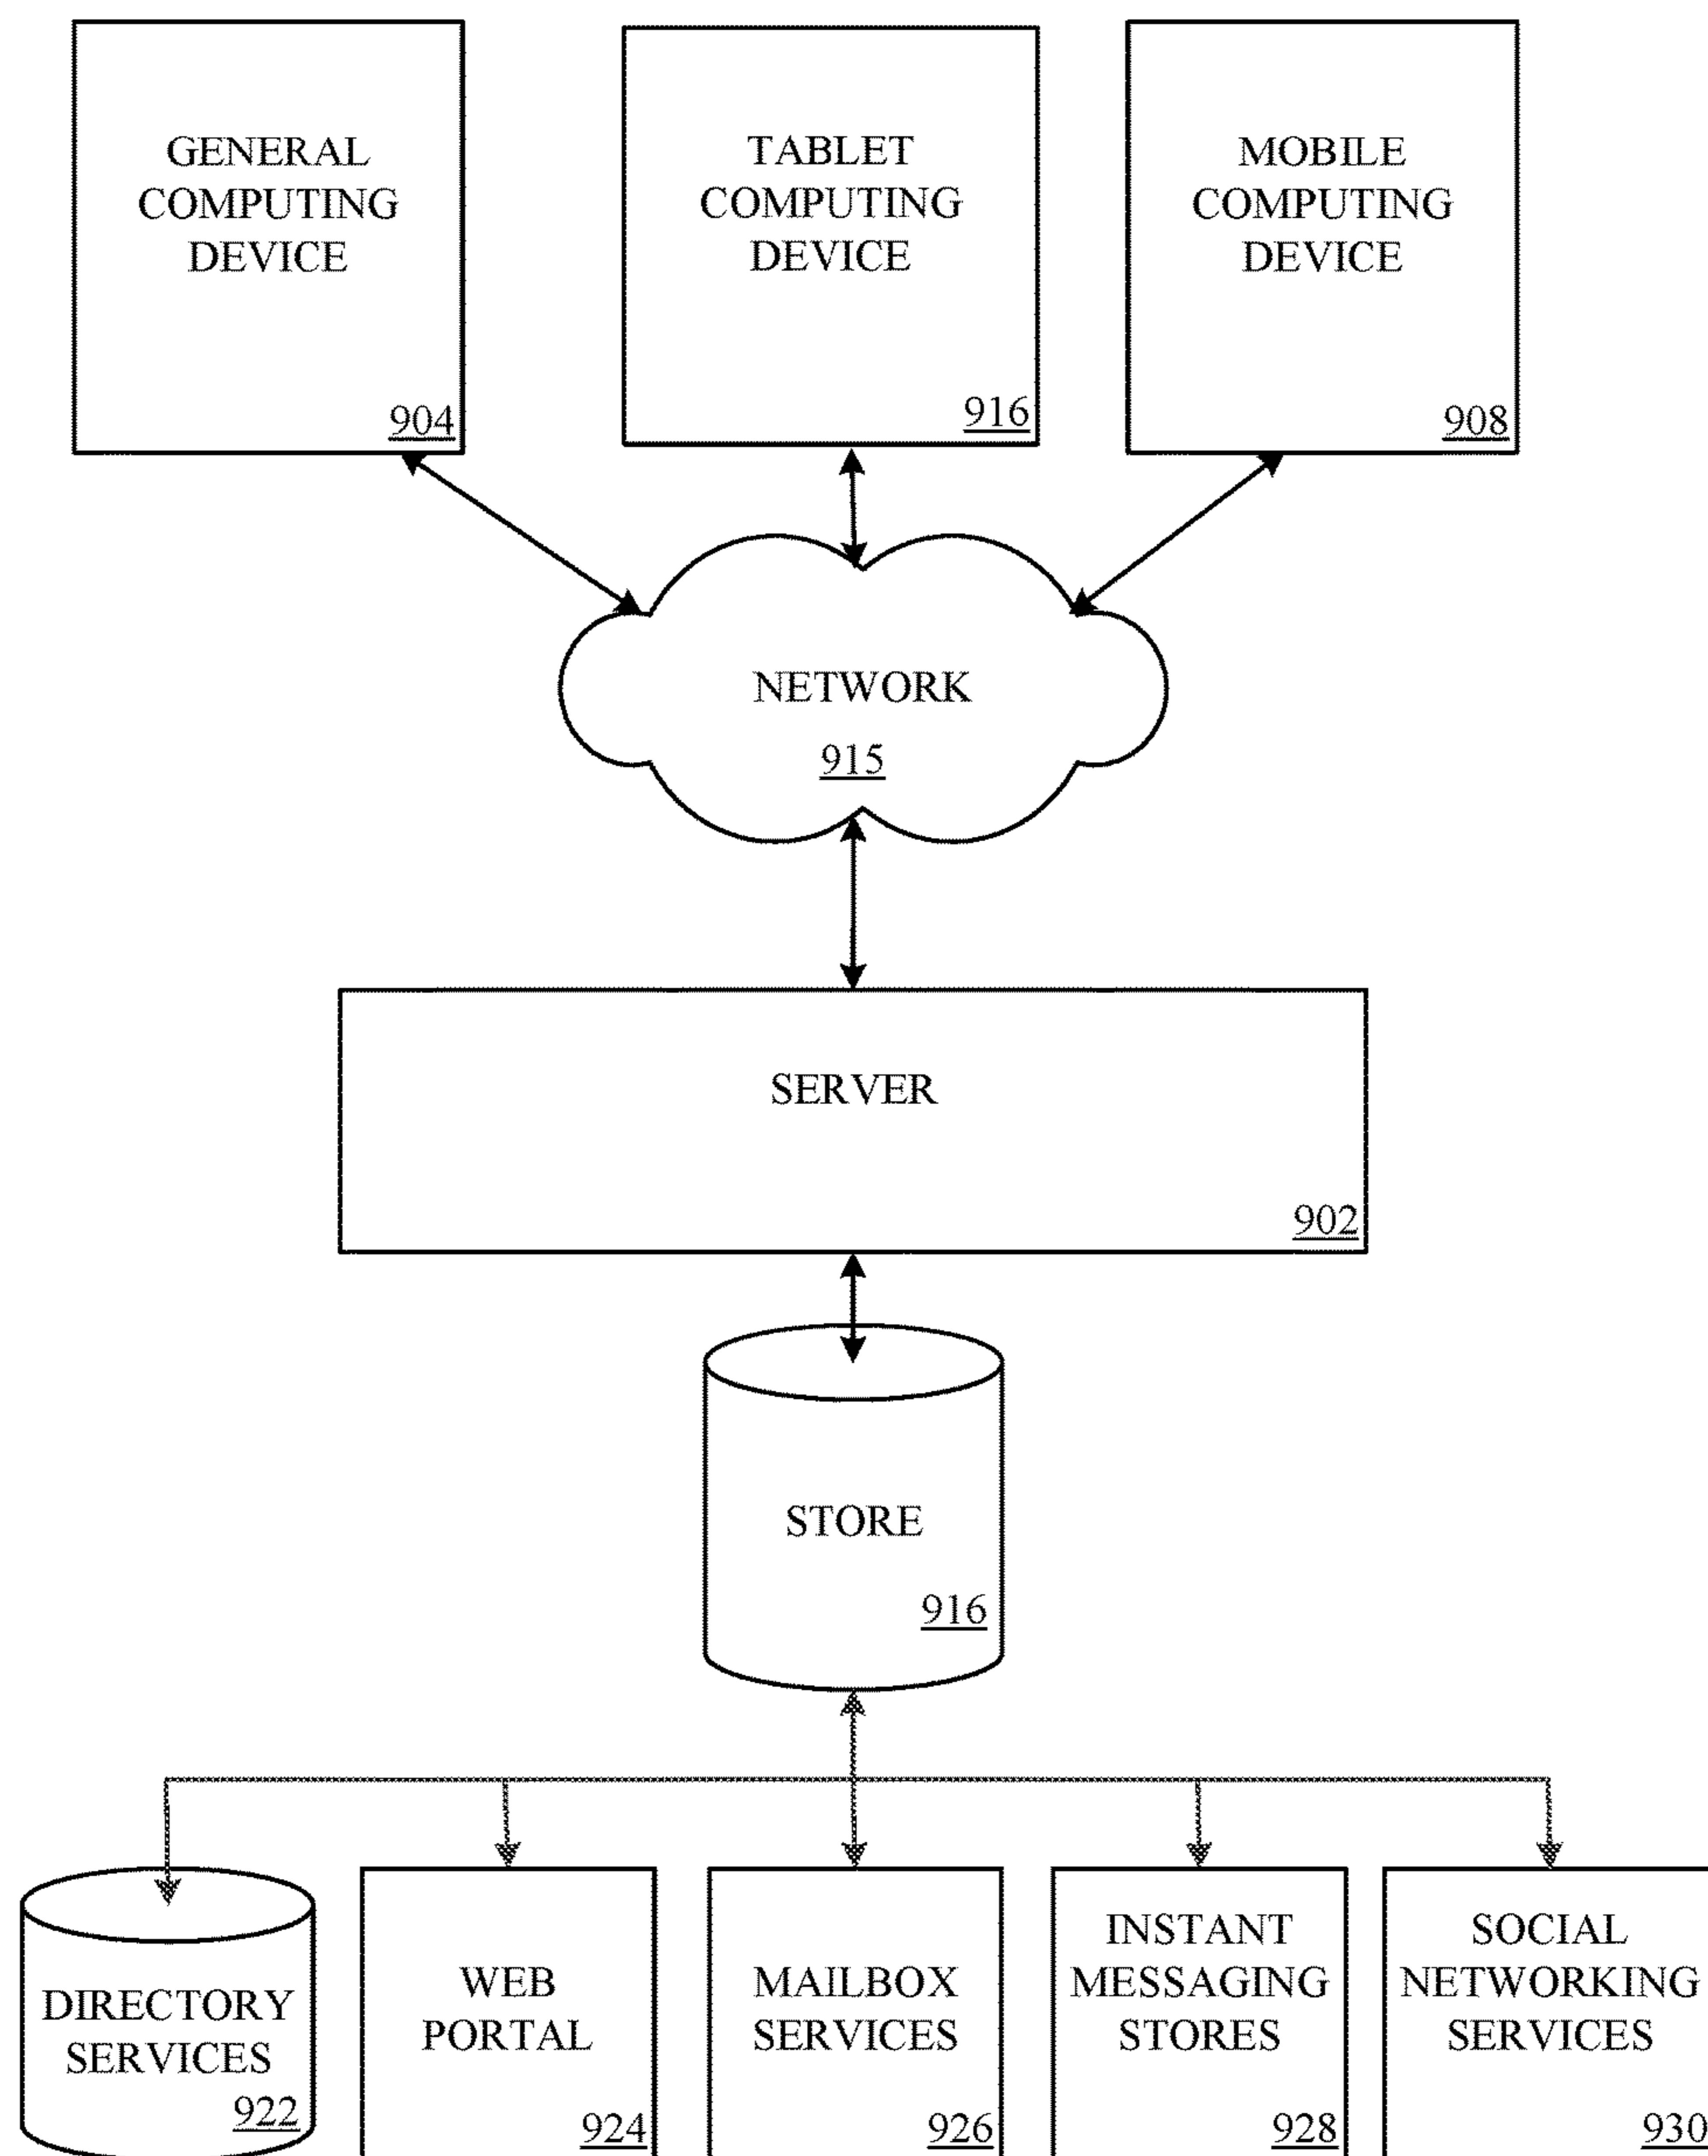 GENERAL
COMPUTING
DEVICE
904
TABLET
COMPUTING
DEVICE
916
MOBILE
COMPUTING
DEVICE
908
NETWORK
915
SERVER
902
STORE
916
DIRECTORY
SERVICES
922
WEB
PORTAL
924
MAILBOX
SERVICES
926
INSTANT
MESSAGING
STORES
928
SOCIAL
NETWORKING
SERVICES
930